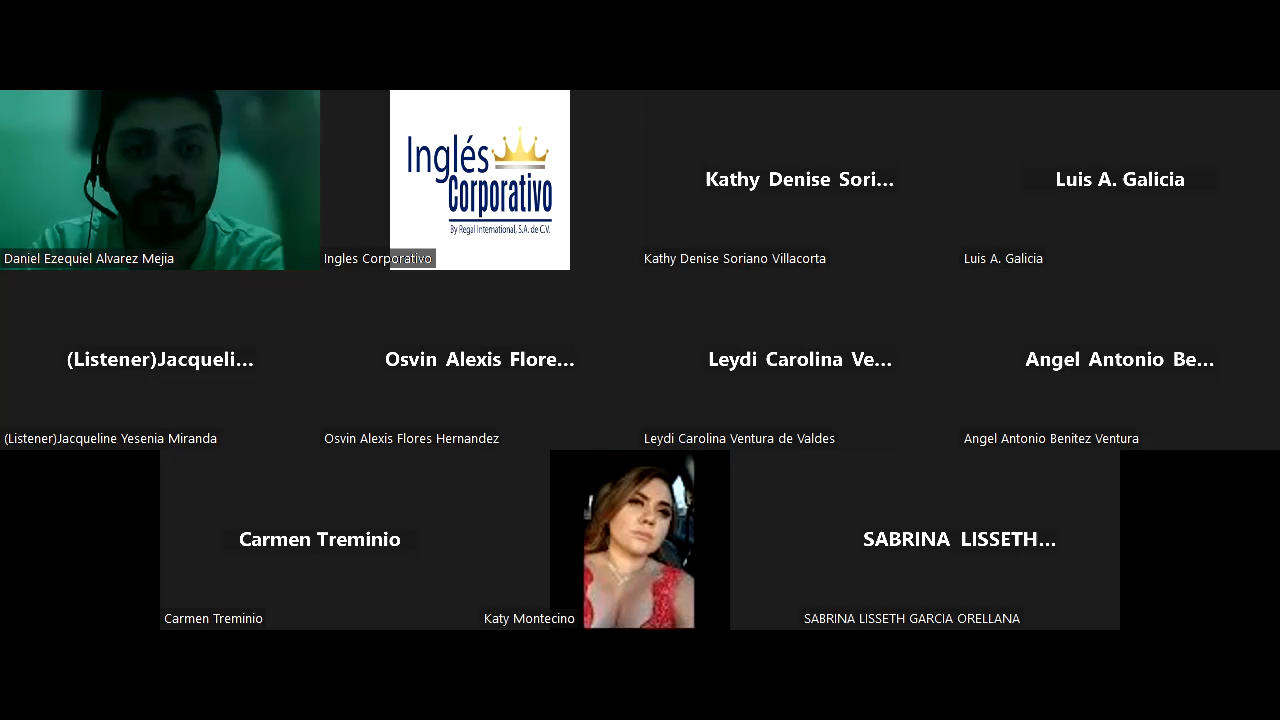 Inglés
Corporativo
By Regal International, S.A. de C.V.
Kathy Denise Sori...
Luis A. Galicia
Daniel Ezequiel Alvarez Mejia
Ingles Corporativo
Kathy Denise Soriano Villacorta
Luis A. Galicia
(Listener)Jacqueli...
Osvin Alexis Flore...
Leydi Carolina Ve...
Angel Antonio Be...
(Listener)Jacqueline Yesenia Miranda
Osvin Alexis Flores Hernandez
Leydi Carolina Ventura de Valdes
Angel Antonio Benitez Ventura
Carmen Treminio
SABRINA LISSETH...
Carmen Treminio
Katy Montecino
SABRINA LISSETH GARCIA ORELLANA